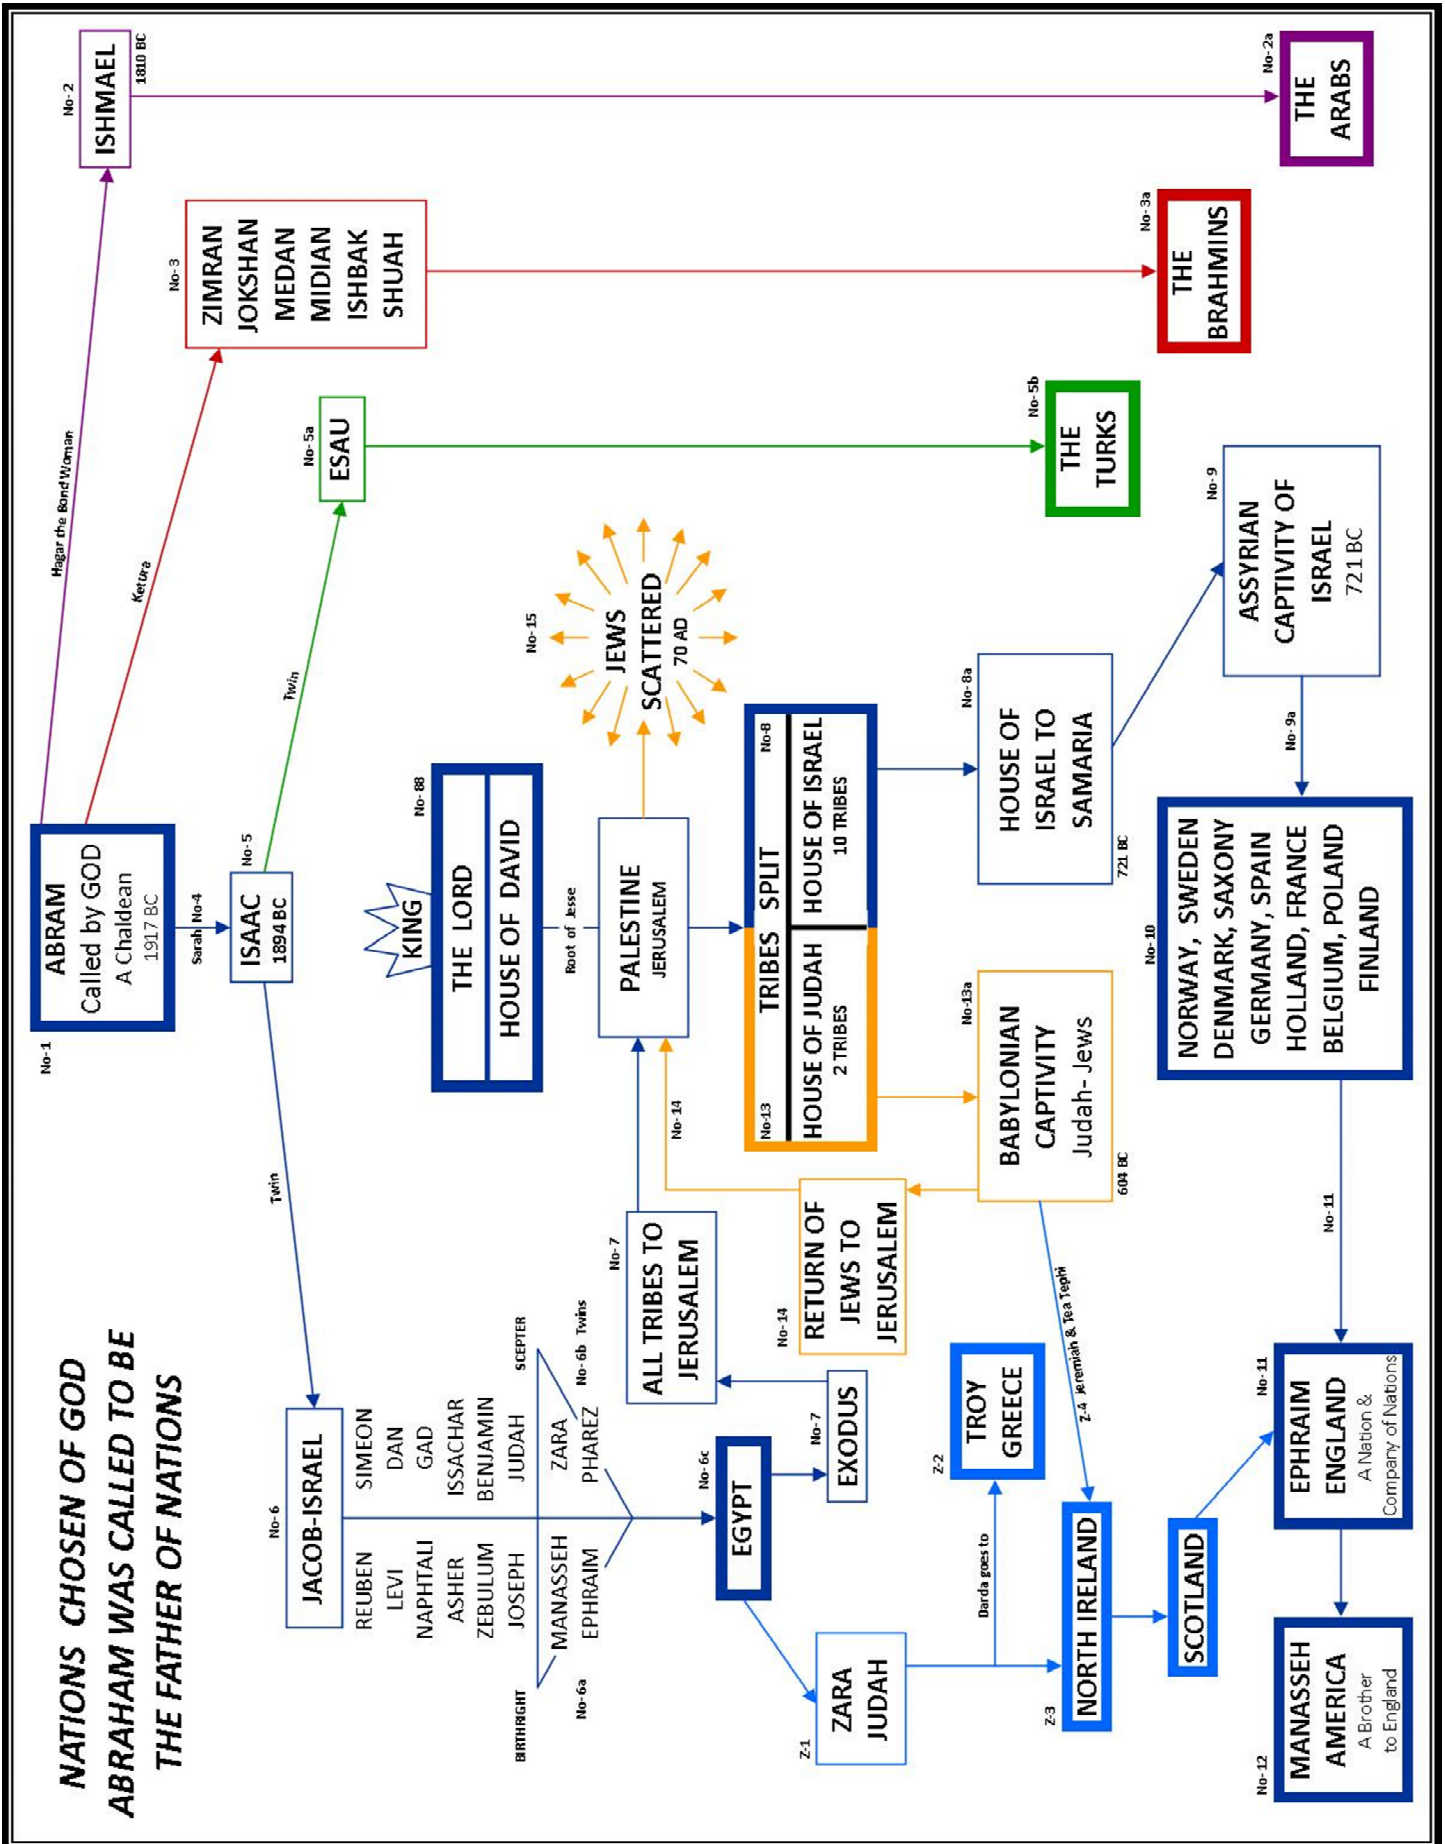 NATIONS CHOSEN OF GOD
ABRAHAM WAS CALLED TO BE
THE FATHER OF NATIONS
No-1
ABRAM
Called by GOD
A Chaldean
1917 BC
Hagar the Bond Woman
No-2
ISHMAEL
1810 BC
Ketura
No-3
ZIMRAN
JOKSHAN
MEDAN
MIDIAN
ISHBAK
SHUAH
Sarah No-4
No-5
ISAAC
1894 BC
Twin
No-5a
ESAU
Twin
No-6
JACOB-ISRAEL
REUBEN SIMEON
LEVI DAN
NAPHTALI GAD
ASHER ISSACHAR
ZEBULUM BENJAMIN
JOSEPH JUDAH
BIRTHRIGHT
SCEPTER
MANASSEH ZARA
EPHRAIM PHAREZ
No-6a
No-6b Twins
No-88
KING
THE LORD
HOUSE OF DAVID
Root of Jesse
No-15
JEWS
SCATTERED
70 AD
PALESTINE
JERUSALEM
No-7
ALL TRIBES TO
JERUSALEM
No-14
No-6c
EGYPT
No-7
EXODUS
No-13
TRIBES SPLIT
No-8
HOUSE OF JUDAH
2 TRIBES
HOUSE OF ISRAEL
10 TRIBES
No-14
RETURN OF
JEWS TO
JERUSALEM
Z-1
ZARA
JUDAH
Darda goes to
Z-2
TROY
GREECE
No-13a
BABYLONIAN
CAPTIVITY
Judah- Jews
604 BC
No-8a
HOUSE OF
ISRAEL TO
SAMARIA
721 BC
No-5b
THE
TURKS
Z-4 Jeremiah & Tea Tephi
Z-3
NORTH IRELAND
SCOTLAND
No-3a
THE
BRAHMINS
No-9
ASSYRIAN
CAPTIVITY OF
ISRAEL
721 BC
No-9a
No-10
NORWAY, SWEDEN
DENMARK, SAXONY
GERMANY, SPAIN
HOLLAND, FRANCE
BELGIUM, POLAND
FINLAND
No-11
No-11
EPHRAIM
ENGLAND
A Nation &
Company of Nations
No-12
MANASSEH
AMERICA
A Brother
to England
No-2a
THE
ARABS